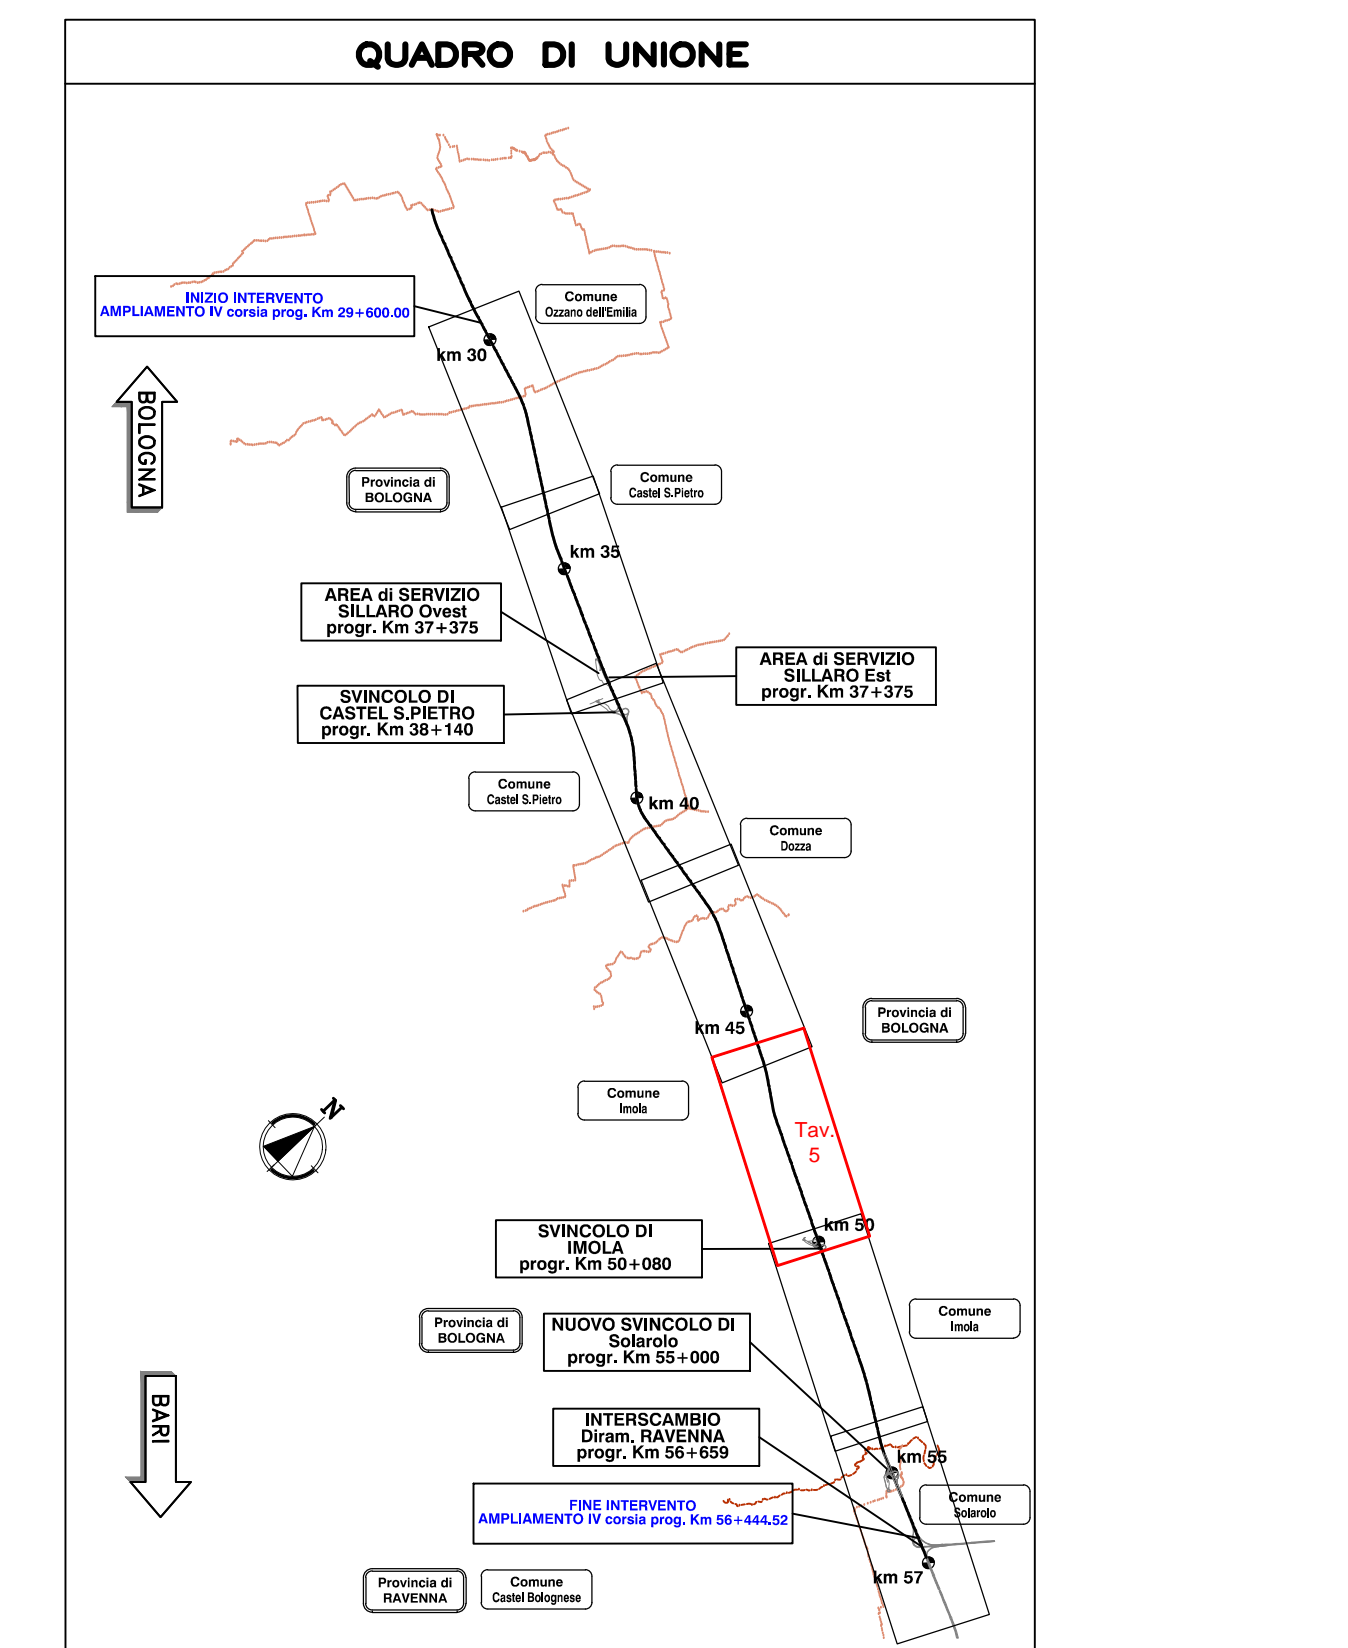 QUADRO DI UNIONE
INIZIO INTERVENTO
AMPLIAMENTO IV corsia prog. Km 29+600.00
Comune
Ozzano dell'Emilia
km 30
BOLOGNA
Provincia di
BOLOGNA
Comune
Castel S.Pietro
km 35
AREA di SERVIZIO
SILLARO Ovest
progr. Km 37+375
AREA di SERVIZIO
SILLARO Est
progr. Km 37+375
SVINCOLO DI
CASTEL S.PIETRO
progr. Km 38+140
Comune
Castel S.Pietro
km 40
Comune
Dozza
Provincia di
BOLOGNA
km 45
Comune
Imola
N
Tav.
5
km 50
SVINCOLO DI
IMOLA
progr. Km 50+080
Comune
Imola
Provincia di
BOLOGNA
NUOVO SVINCOLO DI
Solarolo
progr. Km 55+000
BARI
INTERSCAMBIO
Diram. RAVENNA
progr. Km 56+659
km 55
Comune
Solarolo
FINE INTERVENTO
AMPLIAMENTO IV corsia prog. Km 56+444.52
km 57
Provincia di
RAVENNA
Comune
Castel Bolognese